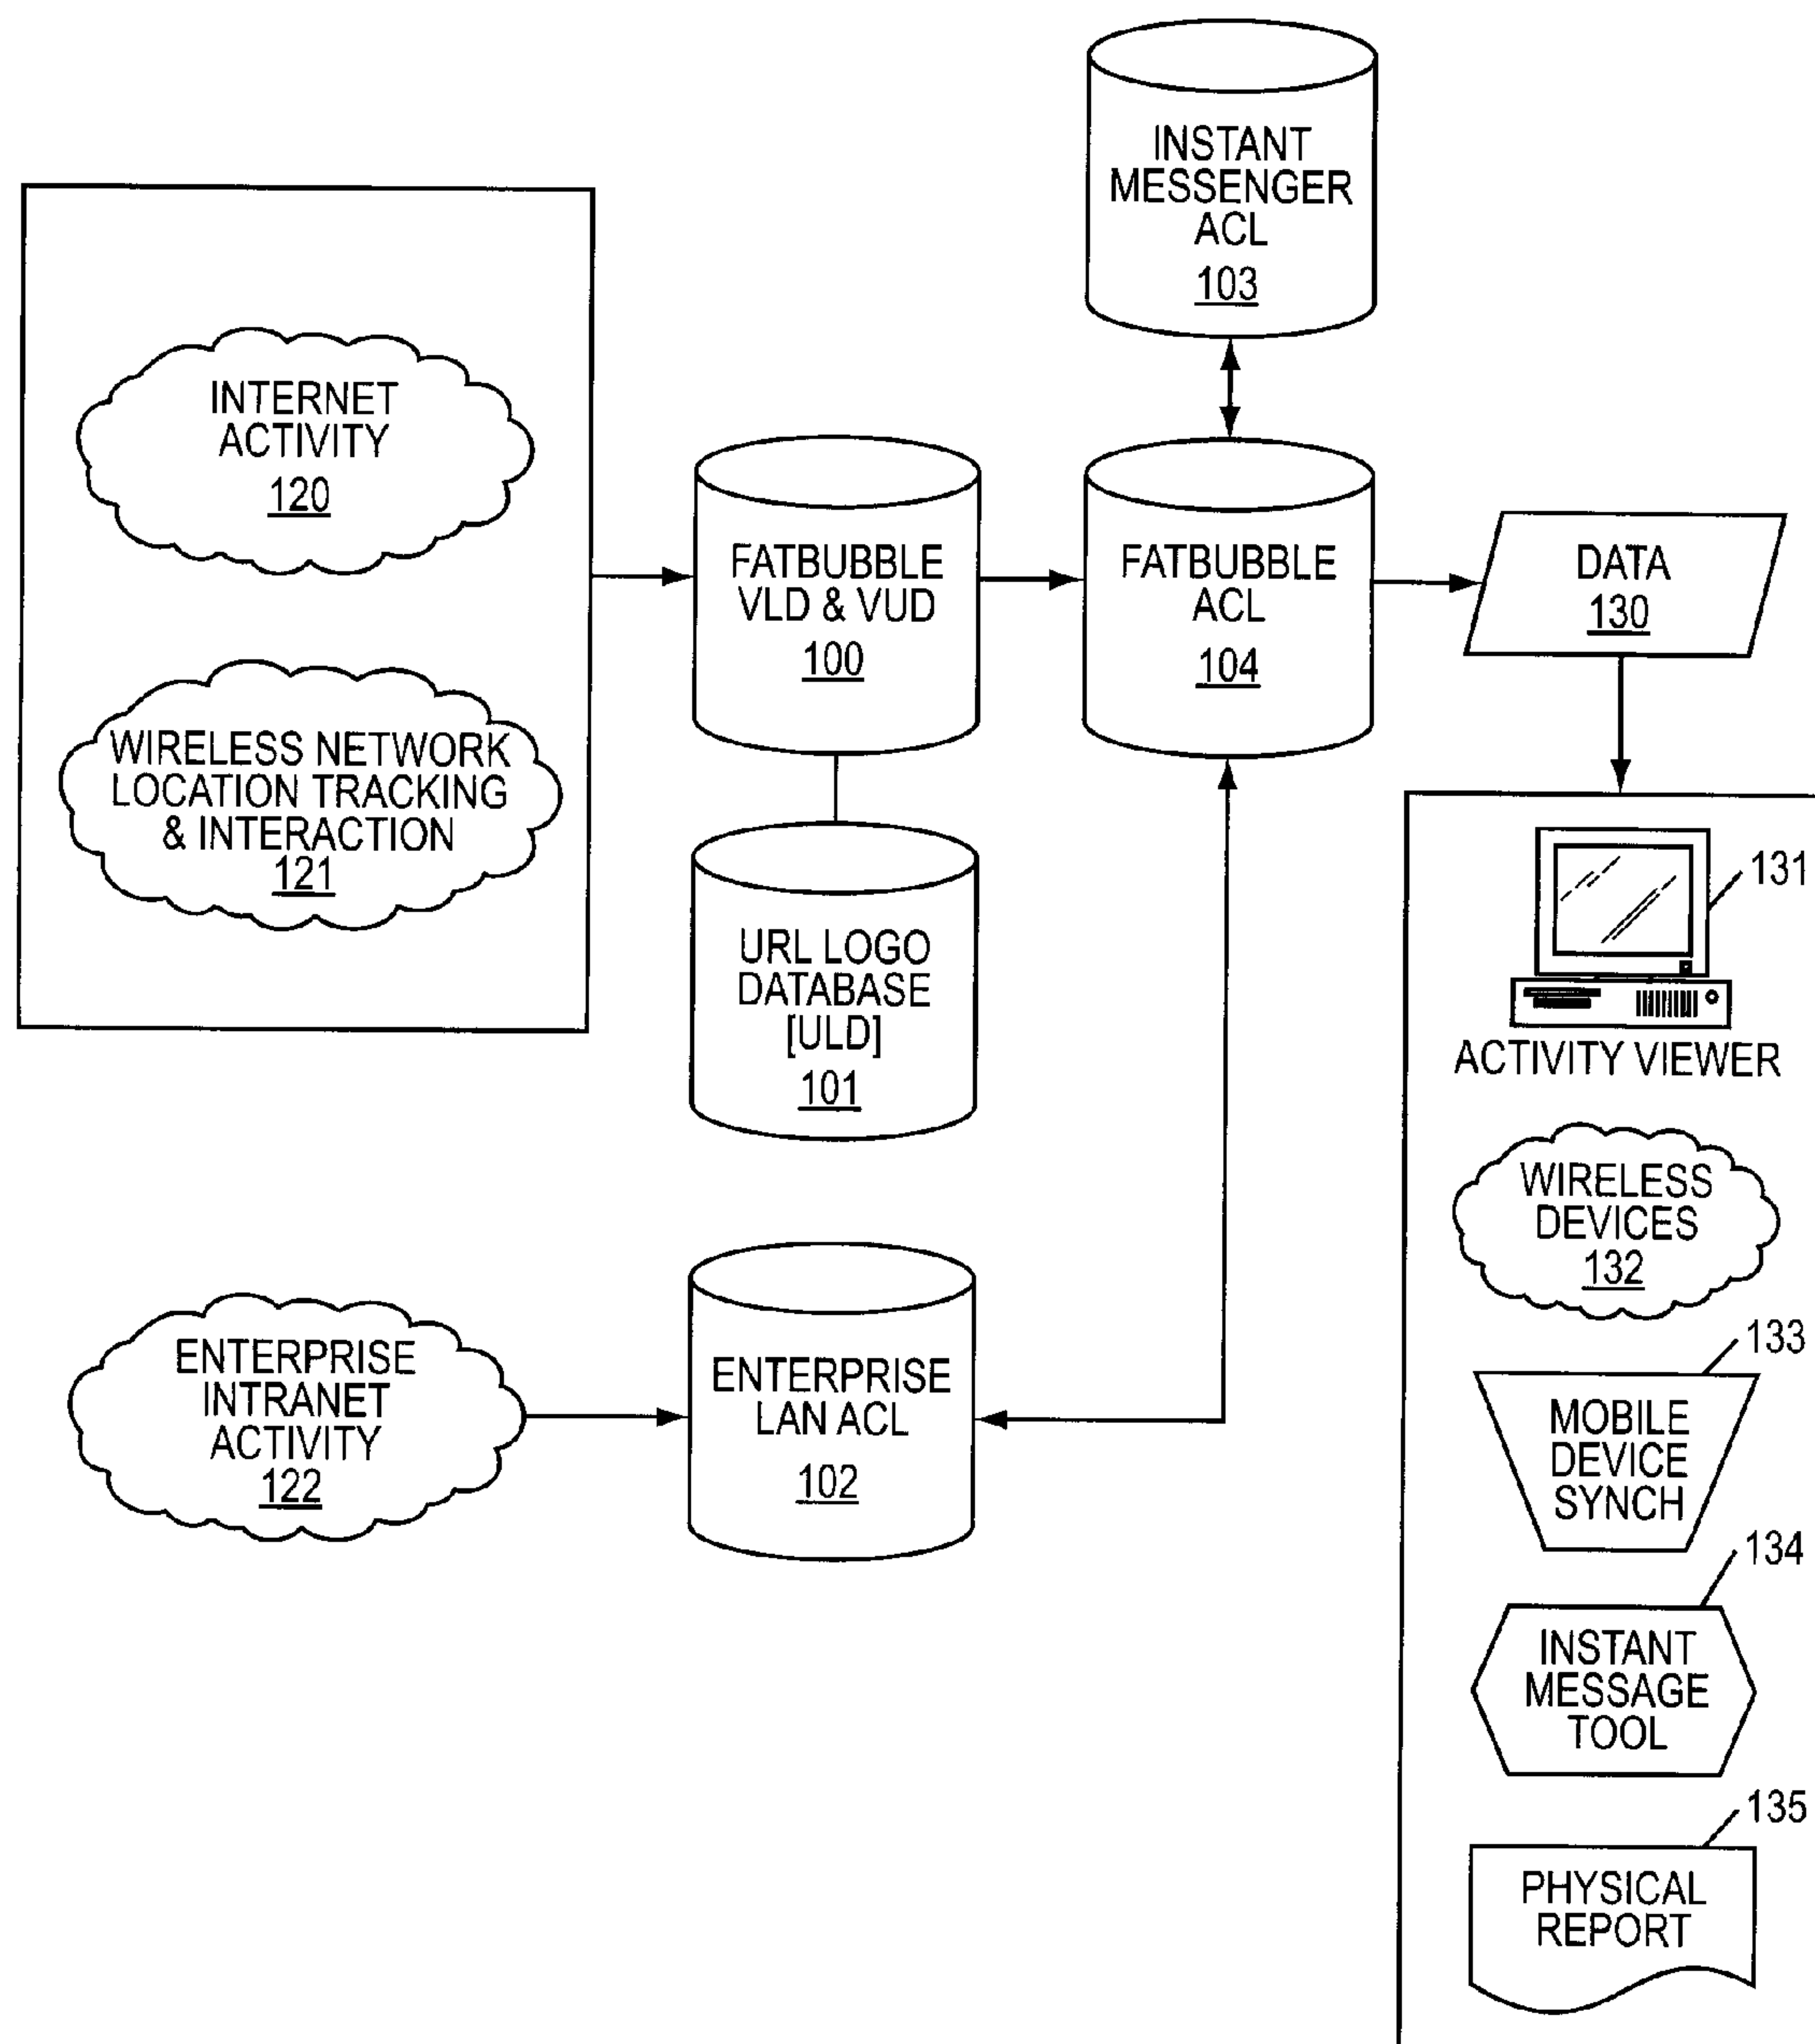 INSTANT
MESSENGER
ACL
103
INTERNET
ACTIVITY
120
WIRELESS NETWORK
LOCATION TRACKING
& INTERACTION
121
FATBUBBLE
VLD & VUD
100
FATBUBBLE
ACL
104
DATA
130
URL LOGO
DATABASE
[ULD]
101
131
ACTIVITY VIEWER
WIRELESS
DEVICES
132
ENTERPRISE
INTRANET
ACTIVITY
122
ENTERPRISE
LAN ACL
102
133
MOBILE
DEVICE
SYNCH
134
INSTANT
MESSAGE
TOOL
135
PHYSICAL
REPORT